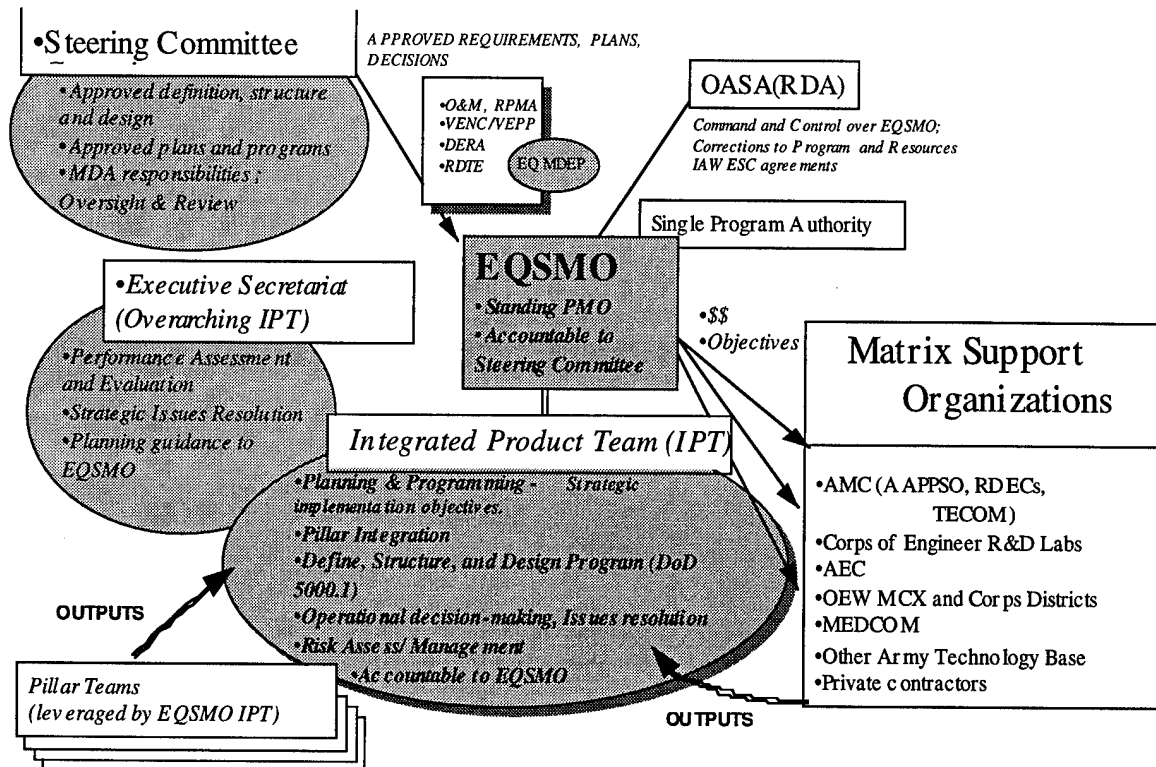 •Steering Committee
•Approved definition, structure
and design
•Approved plans and programs
•MDA responsibilities;
Oversight & Review
APPROVED REQUIREMENTS, PLANS,
DECISIONS
•O&M, RPMA
•VENC/VEPP
•DERA
•RDTE
EQ MDEP
OASA(RDA)
Command and Control over EQSMO;
Corrections to Program and Resources
IAW ESC agreements
Single Program Authority
EQSMO
•Standing PMO
•Accountable to
Steering Committee
•Executive Secretariat
(Overarching IPT)
•Performance Assessment
and Evaluation
•Strategic Issues Resolution
•Planning guidance to
EQSMO
•$$
•Objectives
Matrix Support
Organizations
•AMC (AAPPSO, RDECs,
TECOM)
•Corps of Engineer R&D Labs
•AEC
•OEW MCX and Corps Districts
•MEDCOM
•Other Army Technology Base
•Private contractors
Integrated Product Team (IPT)
•Planning & Programming - Strategic
implementation objectives.
•Pillar Integration
•Define, Structure, and Design Program (DoD
5000.1)
•Operational decision-making, Issues resolution
•Risk Assess/Management
•Accountable to EQSMO
OUTPUTS
Pillar Teams
(leveraged by EQSMO IPT)
OUTPUTS